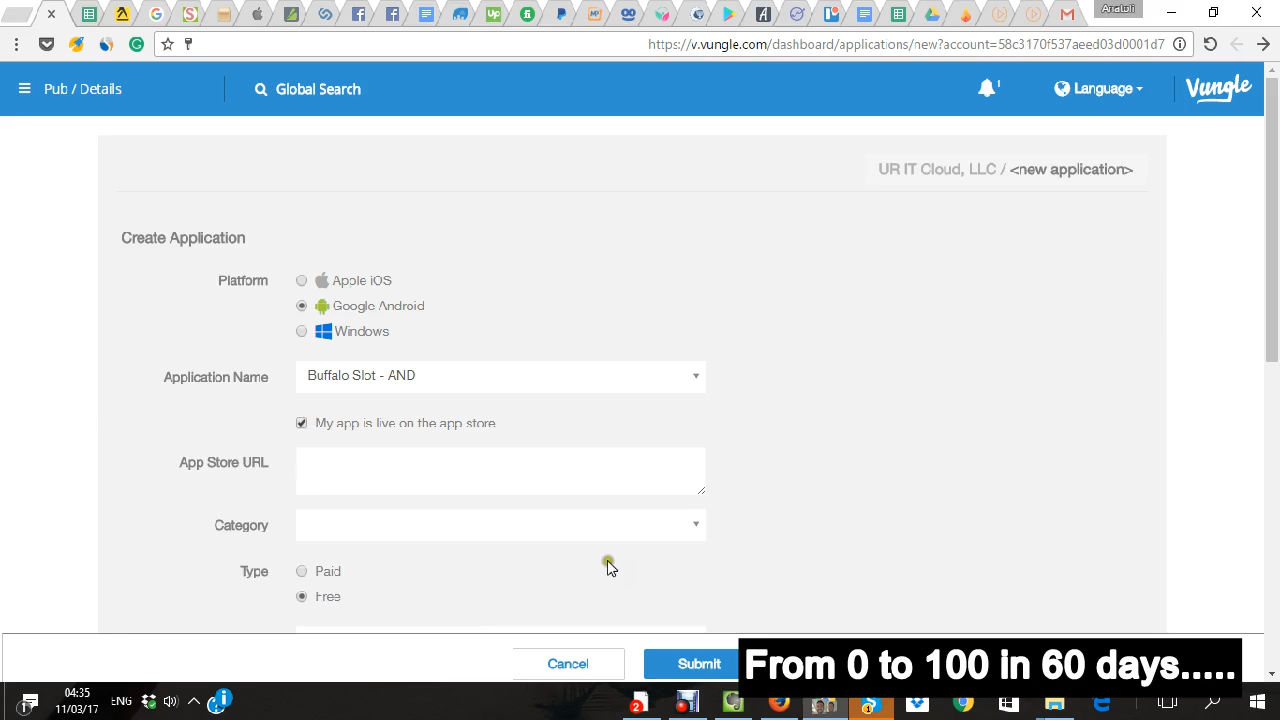 Anatoli
https://v.vungle.com/dashboard/applications/new?account=58c3170f537aeed03d0001d7
Pub / Details
Global Search
1
Language
Vungle
UR IT Cloud, LLC / <new application>
Create Application
Platform
Apple iOS
Google Android
Windows
Application Name
Buffalo Slot - AND
My app is live on the app store
App Store URL
Category
Type
Paid
Free
Cancel
Submit
From 0 to 100 in 60 days.....
04:35
11/03/17
ENG